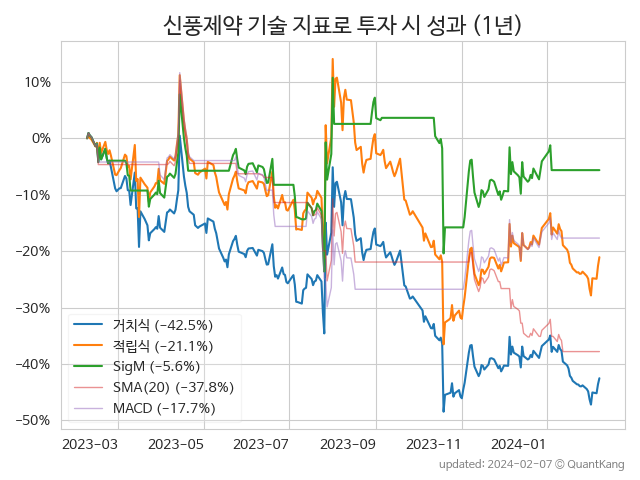 신풍제약 기술 지표로 투자 시 성과 (1년)
10%
0%
−10%
−20%
−30%
−40%
−50%
거치식 (−42.5%)
적립식 (−21.1%)
SigM (−5.6%)
SMA(20) (−37.8%)
MACD (−17.7%)
2023−03 2023−05 2023−07 2023−09 2023−11 2024−01
updated: 2024−02−07 © QuantKang